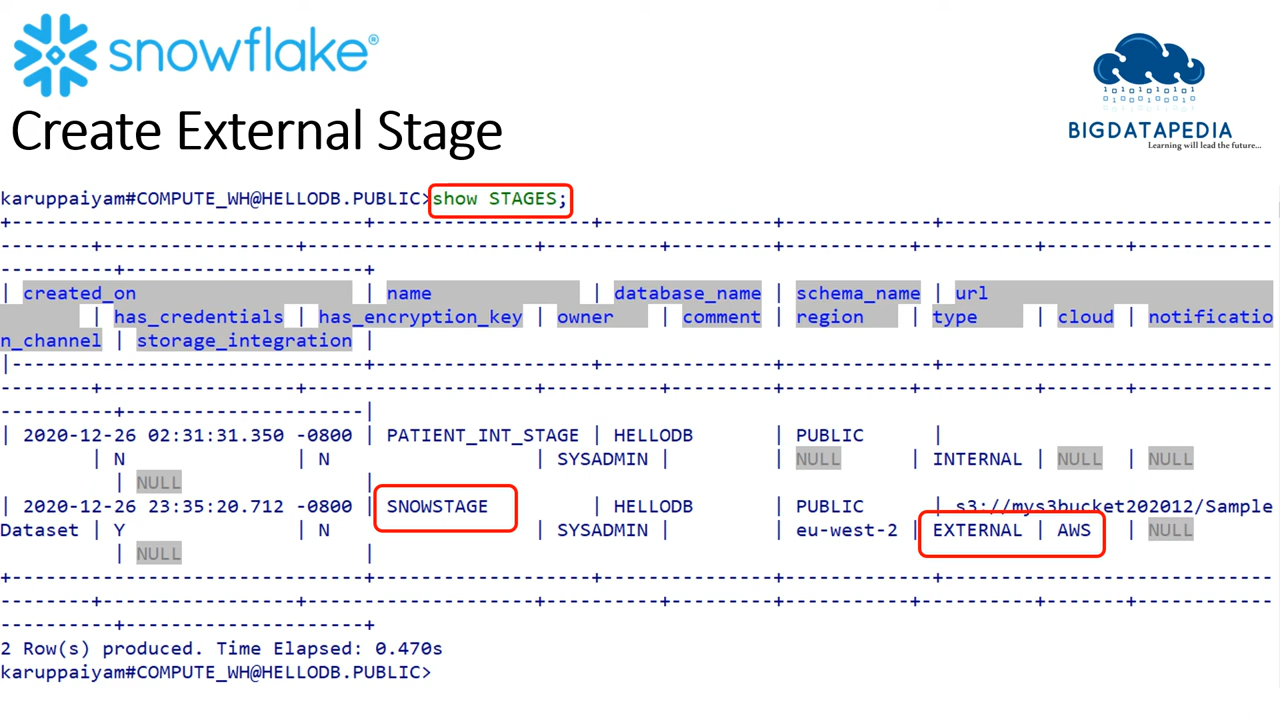 snowflake®
Create External Stage
BIGDATAPEDIA
Learning will lead the future...
karuppaiyam#COMPUTE_WH@HELLODB.PUBLIC>show STAGES;
+-------------------------------+--------------------+---------------+-------------+------------------------------
--------+-----------------+--------------------+----------+---------+----------+----------+-------+------------
----------+---------------------+
| created_on | name | database_name | schema_name | url
| has_credentials | has_encryption_key | owner | comment | region | type | cloud | notificatio
n_channel | storage_integration |
|-------------------------------+--------------------+---------------+-------------+------------------------------
--------+-----------------+--------------------+----------+---------+----------+----------+-------+------------
----------+---------------------|
| 2020-12-26 02:31:31.350 -0800 | PATIENT_INT_STAGE | HELLODB | PUBLIC |
| N | N | SYSADMIN | | NULL | INTERNAL | NULL | NULL
| NULL |
| 2020-12-26 23:35:20.712 -0800 | SNOWSTAGE | HELLODB | PUBLIC | s3://mys3bucket202012/Sample
Dataset | Y | N | SYSADMIN | | eu-west-2 | EXTERNAL | AWS | NULL
| NULL |
+-------------------------------+--------------------+---------------+-------------+------------------------------
--------+-----------------+--------------------+----------+---------+----------+----------+-------+------------
----------+---------------------+
2 Row(s) produced. Time Elapsed: 0.470s
karuppaiyam#COMPUTE_WH@HELLODB.PUBLIC>